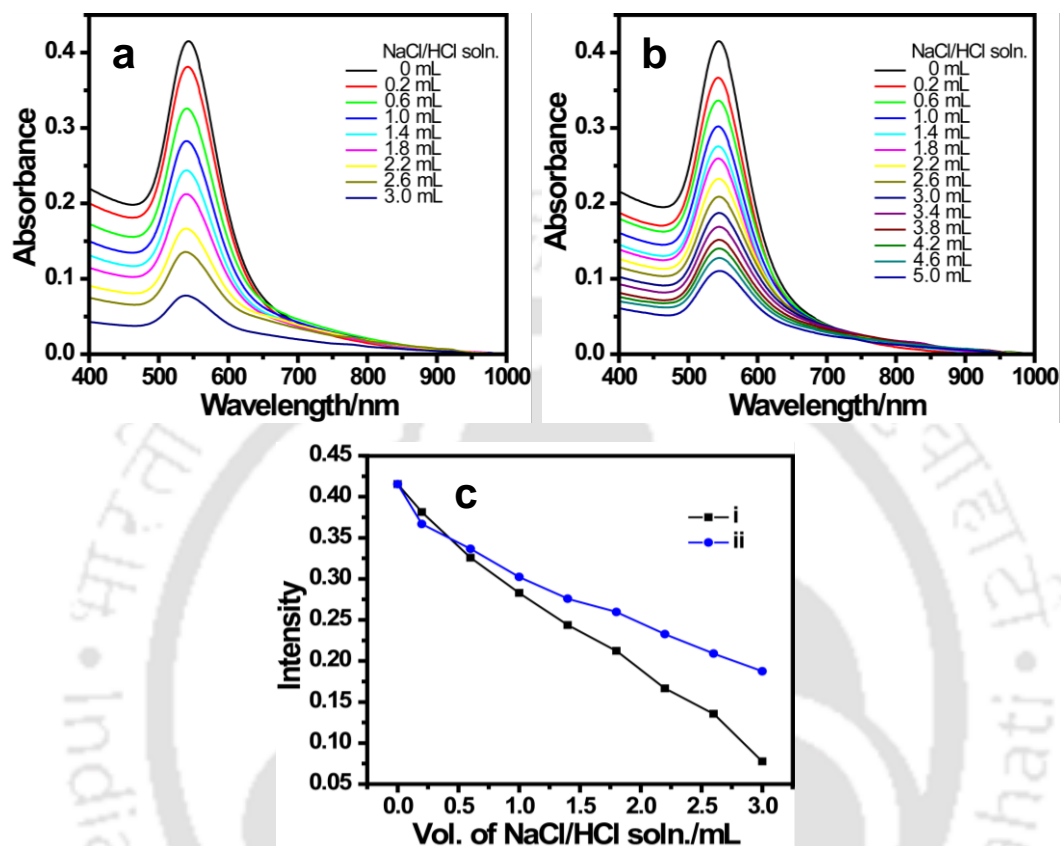 a
NaCl/HCl soln.
0 mL
0.2 mL
0.6 mL
1.0 mL
1.4 mL
1.8 mL
2.2 mL
2.6 mL
3.0 mL
0.4
0.3
0.2
0.1
0.0
Absorbance
400 500 600 700 800 900 1000
Wavelength/nm
b
NaCl/HCl soln.
0 mL
0.2 mL
0.6 mL
1.0 mL
1.4 mL
1.8 mL
2.2 mL
2.6 mL
3.0 mL
3.4 mL
3.8 mL
4.2 mL
4.6 mL
5.0 mL
0.4
0.3
0.2
0.1
0.0
Absorbance
400 500 600 700 800 900 1000
Wavelength/nm
c
i
ii
0.45
0.40
0.35
0.30
0.25
0.20
0.15
0.10
0.05
Intensity
0.0 0.5 1.0 1.5 2.0 2.5 3.0
Vol. of NaCl/HCl soln./mL